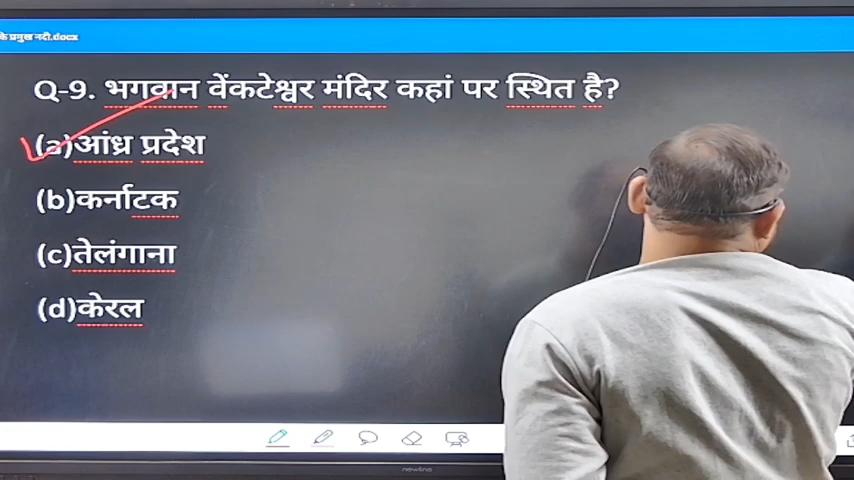 के प्रमुख नदी.docx
Q-9. भगवान वेंकटेश्वर मंदिर कहां पर स्थित है?
(a)आंध्र प्रदेश
(b)कर्नाटक
(c)तेलंगाना
(d)केरल
newline